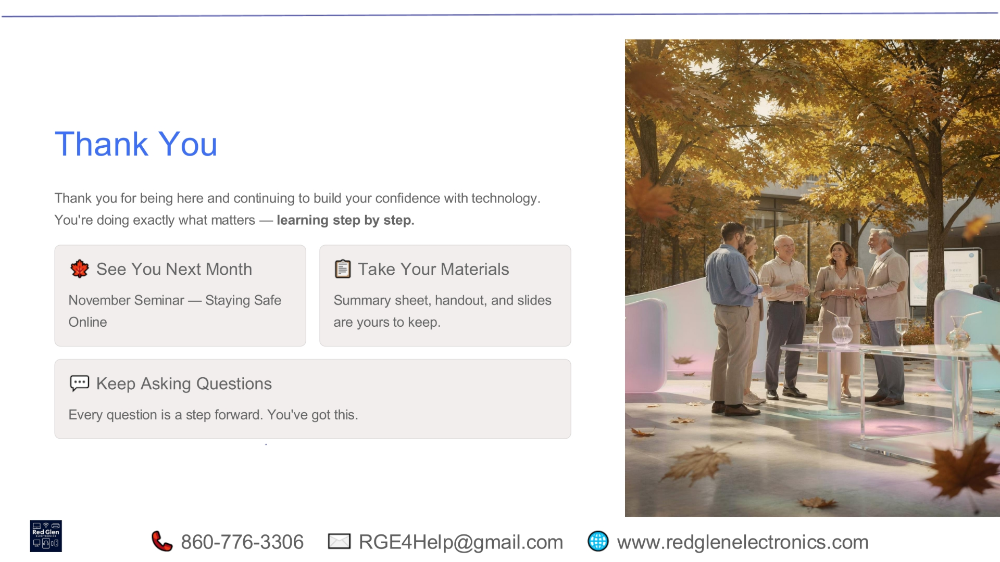 Thank You
Thank you for being here and continuing to build your confidence with technology.
You're doing exactly what matters — learning step by step.
See You Next Month
November Seminar — Staying Safe
Online
Take Your Materials
Summary sheet, handout, and slides
are yours to keep.
Keep Asking Questions
Every question is a step forward. You've got this.
.
Red Glen
ELECTRONICS
860-776-3306
RGE4Help@gmail.com
www.redglenelectronics.com